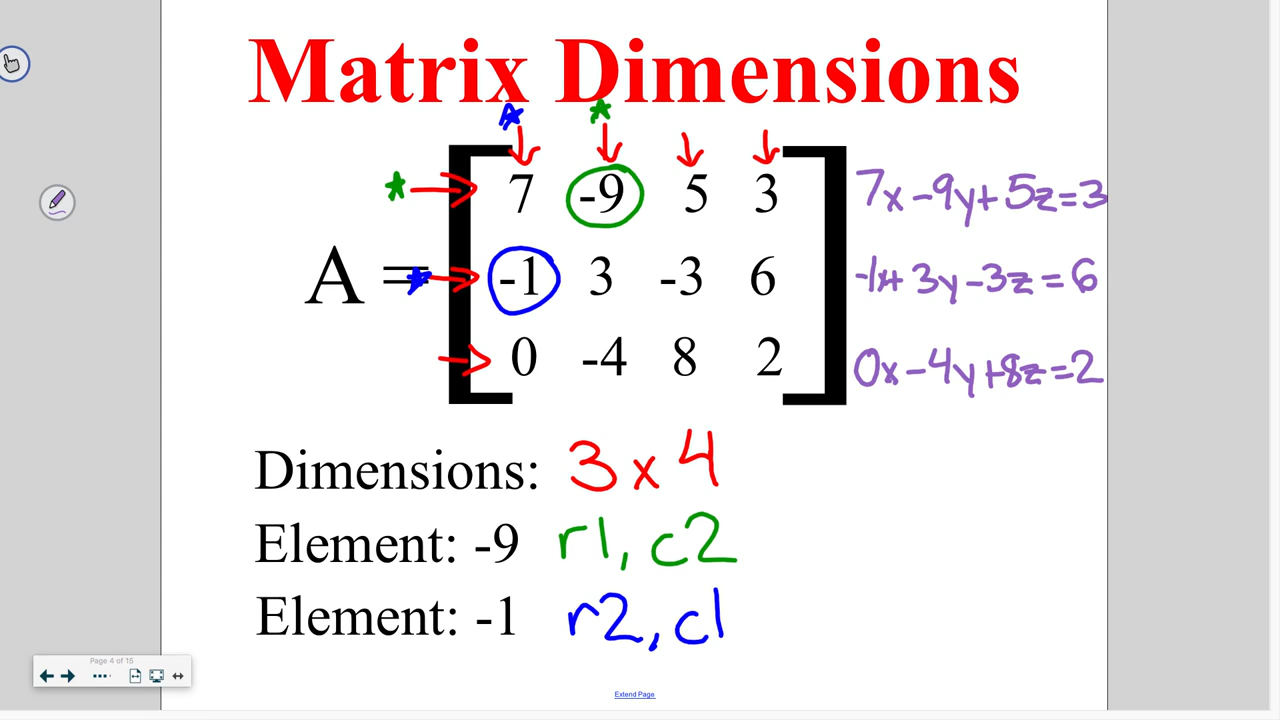 Matrix Dimensions
7 -9 5 3 7x-9y+5z=3
A = -1 3 -3 6 -1x+3y-3z=6
0 -4 8 2 0x-4y+8z=2
Dimensions: 3 x 4
Element: -9 r1, c2
Element: -1 r2, c1
Page 4 of 15
Extend Page